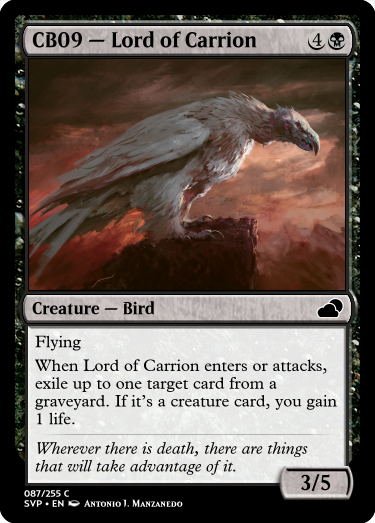 CB09 — Lord of Carrion 4
Creature — Bird
Flying
When Lord of Carrion enters or attacks,
exile up to one target card from a
graveyard. If it's a creature card, you gain
1 life.
Wherever there is death, there are things
that will take advantage of it.
3/5
087/255 C
SVP • EN Antonio J. Manzanedo